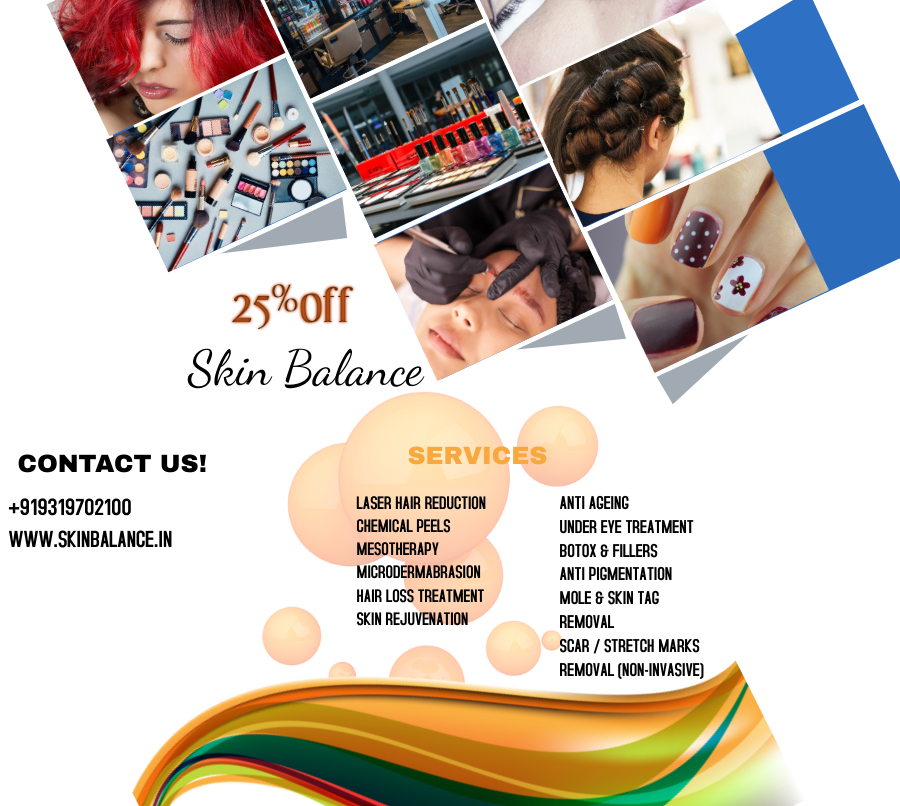 25%Off
Skin Balance
CONTACT US!
+919319702100
WWW.SKINBALANCE.IN
SERVICES
LASER HAIR REDUCTION
CHEMICAL PEELS
MESOTHERAPY
MICRODERMABRASION
HAIR LOSS TREATMENT
SKIN REJUVENATION
ANTI AGEING
UNDER EYE TREATMENT
BOTOX & FILLERS
ANTI PIGMENTATION
MOLE & SKIN TAG
REMOVAL
SCAR / STRETCH MARKS
REMOVAL (NON-INVASIVE)